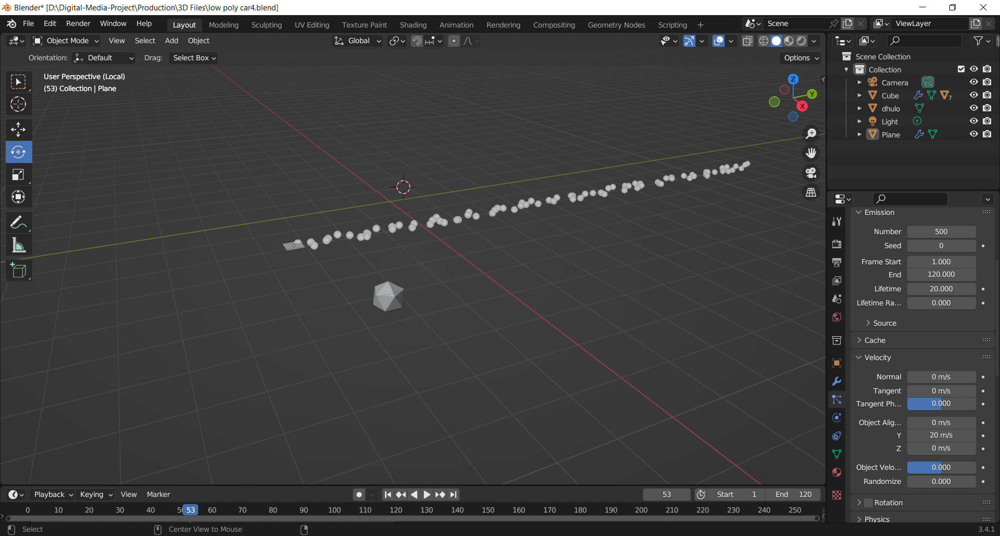 Blender* [D:\Digital-Media-Project\Production\3D Files\low poly car4.blend]
File Edit Render Window Help Layout Modeling Sculpting UV Editing Texture Paint Shading Animation Rendering Compositing Geometry Nodes Scripting + Scene ViewLayer
Object Mode View Select Add Object Global
Orientation: Default Drag: Select Box Options
User Perspective (Local)
(53) Collection | Plane
Z
Y
X
Scene Collection
Collection
Camera
Cube 7
dhulo
Light
Plane
Emission
Number 500
Seed 0
Frame Start 1.000
End 120.000
Lifetime 20.000
Lifetime Ra... 0.000
Source
Cache
Velocity
Normal 0 m/s
Tangent 0 m/s
Tangent Ph... 0.000
Object Alig... 0 m/s
Y 20 m/s
Z 0 m/s
Object Velo... 0.000
Randomize 0.000
Rotation
Physics
Playback Keying View Marker 53 Start 1 End 120
0 10 20 30 40 5 53 60 70 80 90 100 110 120 130 140 150 160 170 180 190 200 210 220 230 240 250
Select Center View to Mouse 3.4.1